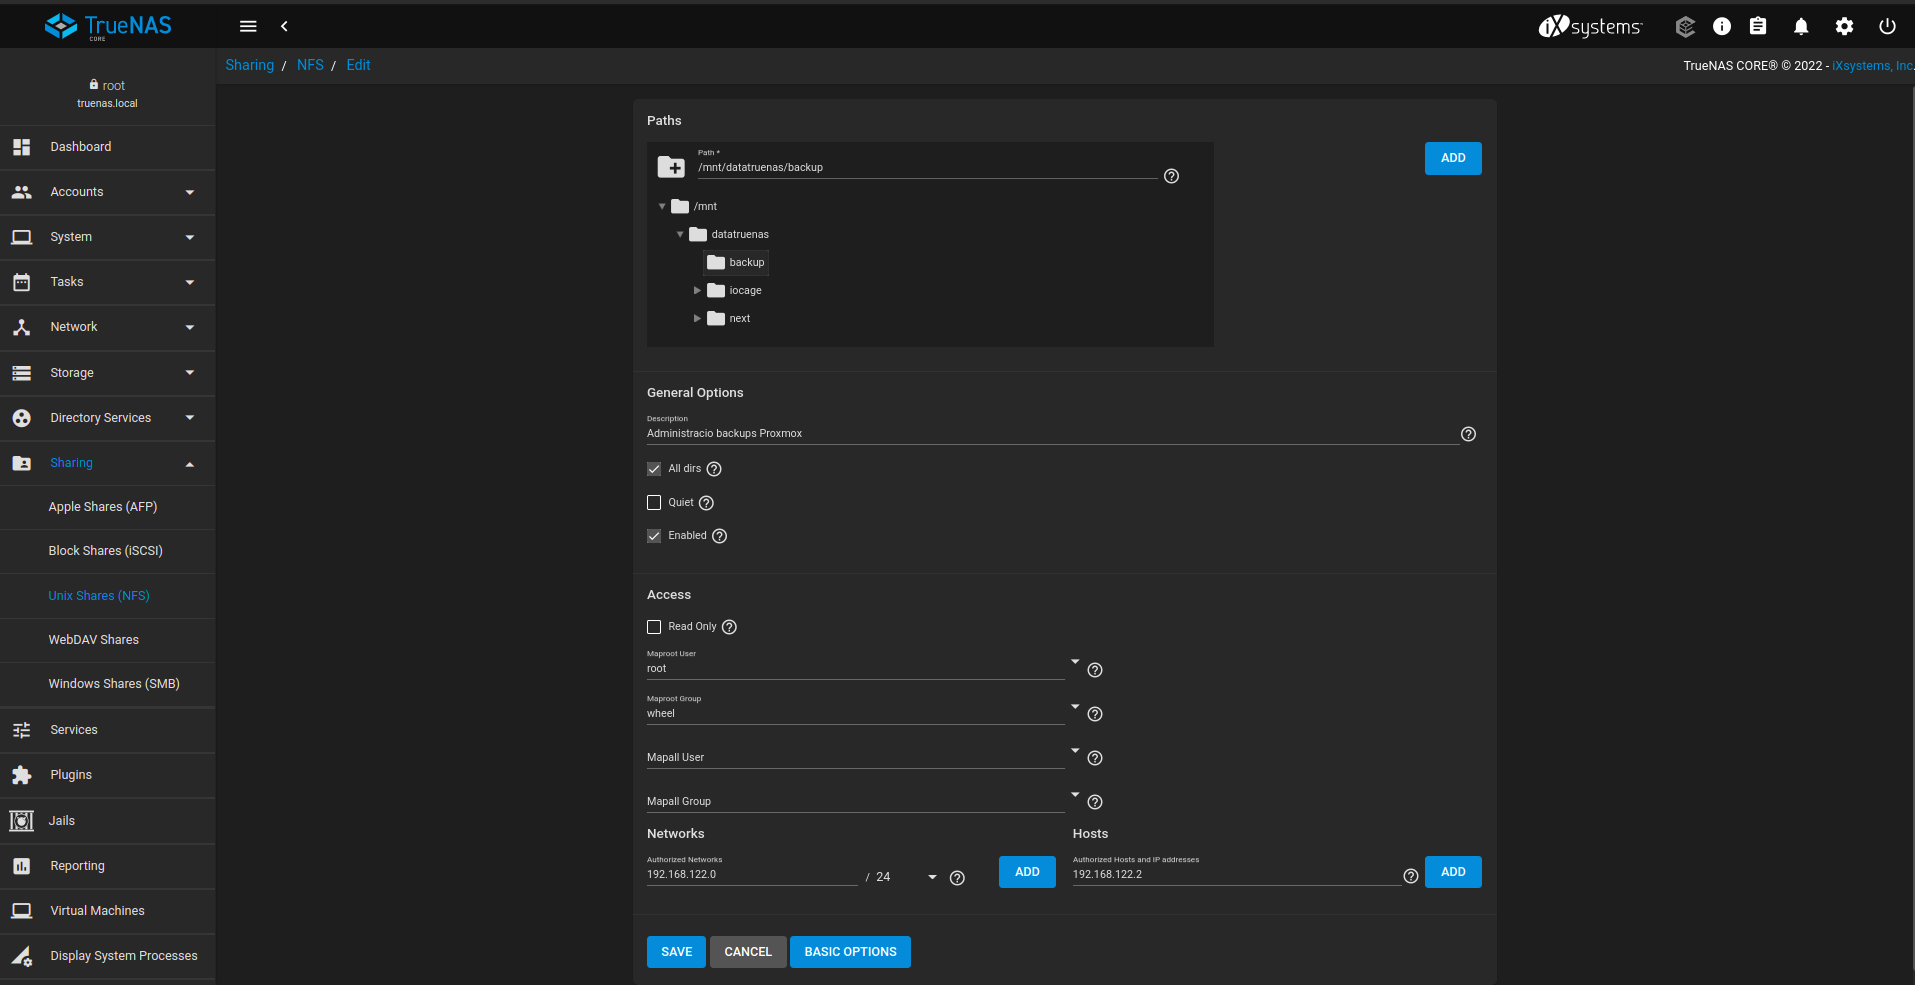 TrueNAS
CORE
iXsystems
root
truenas.local
Sharing / NFS / Edit
TrueNAS CORE® © 2022 - iXsystems, Inc.
Dashboard
Accounts
System
Tasks
Network
Storage
Directory Services
Sharing
Apple Shares (AFP)
Block Shares (iSCSI)
Unix Shares (NFS)
WebDAV Shares
Windows Shares (SMB)
Services
Plugins
Jails
Reporting
Virtual Machines
Display System Processes
Paths
Path *
/mnt/datatruenas/backup
ADD
/mnt
datatruenas
backup
iocage
next
General Options
Description
Administracio backups Proxmox
All dirs
Quiet
Enabled
Access
Read Only
Maproot User
root
Maproot Group
wheel
Mapall User
Mapall Group
Networks
Authorized Networks
192.168.122.0 / 24
ADD
Hosts
Authorized Hosts and IP addresses
192.168.122.2
ADD
SAVE CANCEL BASIC OPTIONS